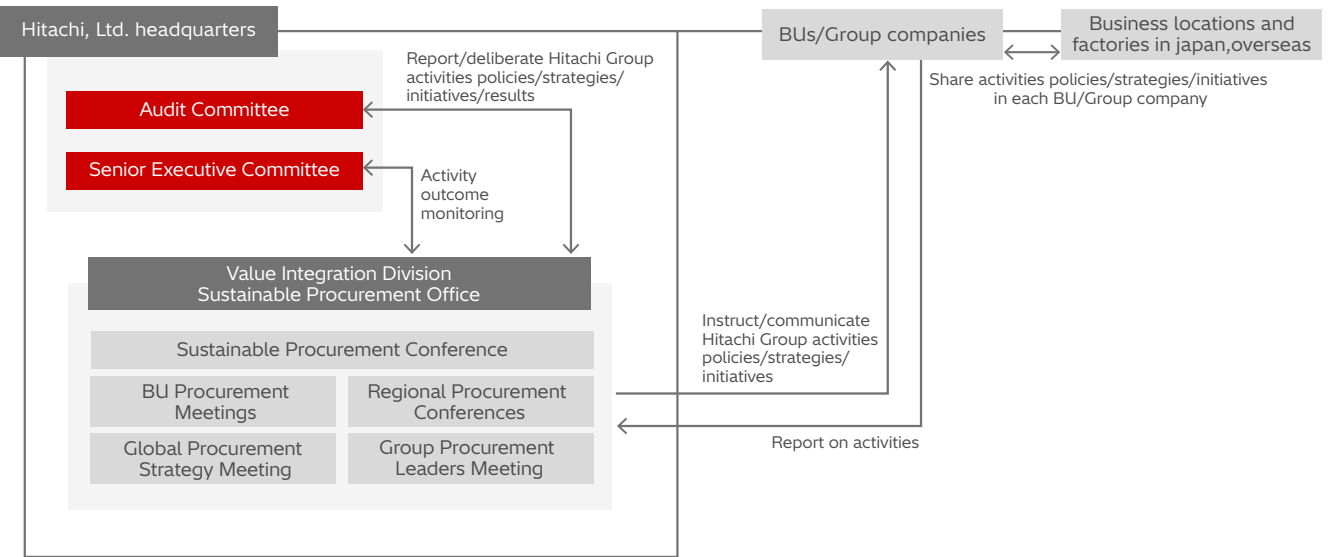 Hitachi, Ltd. headquarters
BUs/Group companies
Business locations and
factories in japan,overseas
Report/deliberate Hitachi Group
activities policies/strategies/
initiatives/results
Share activities policies/strategies/initiatives
in each BU/Group company
Audit Committee
Senior Executive Committee
Activity
outcome
monitoring
Value Integration Division
Sustainable Procurement Office
Sustainable Procurement Conference
BU Procurement
Meetings
Regional Procurement
Conferences
Global Procurement
Strategy Meeting
Group Procurement
Leaders Meeting
Instruct/communicate
Hitachi Group activities
policies/strategies/
initiatives
Report on activities